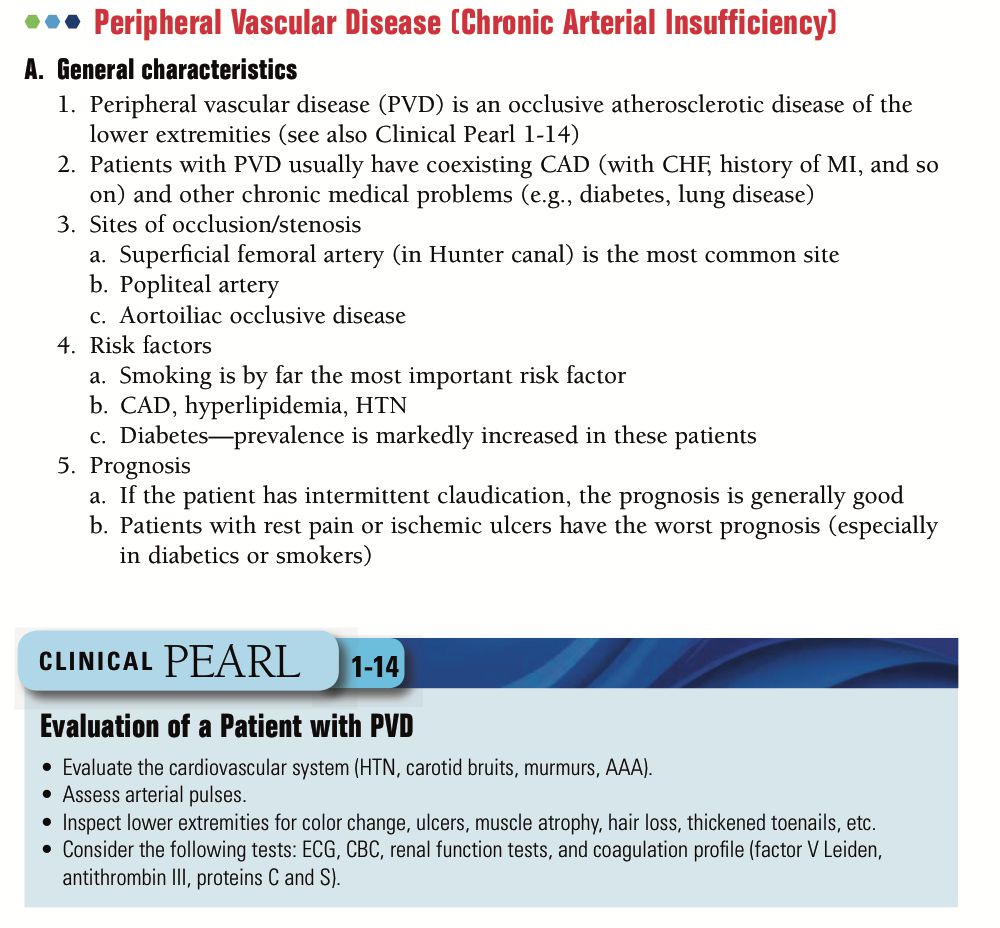 Peripheral Vascular Disease (Chronic Arterial Insufficiency)
A. General characteristics
1. Peripheral vascular disease (PVD) is an occlusive atherosclerotic disease of the
lower extremities (see also Clinical Pearl 1-14)
2. Patients with PVD usually have coexisting CAD (with CHF, history of MI, and so
on) and other chronic medical problems (e.g., diabetes, lung disease)
3. Sites of occlusion/stenosis
a. Superficial femoral artery (in Hunter canal) is the most common site
b. Popliteal artery
c. Aortoiliac occlusive disease
4. Risk factors
a. Smoking is by far the most important risk factor
b. CAD, hyperlipidemia, HTN
c. Diabetes—prevalence is markedly increased in these patients
5. Prognosis
a. If the patient has intermittent claudication, the prognosis is generally good
b. Patients with rest pain or ischemic ulcers have the worst prognosis (especially
in diabetics or smokers)
CLINICAL PEARL 1-14
Evaluation of a Patient with PVD
• Evaluate the cardiovascular system (HTN, carotid bruits, murmurs, AAA).
• Assess arterial pulses.
• Inspect lower extremities for color change, ulcers, muscle atrophy, hair loss, thickened toenails, etc.
• Consider the following tests: ECG, CBC, renal function tests, and coagulation profile (factor V Leiden,
antithrombin III, proteins C and S).